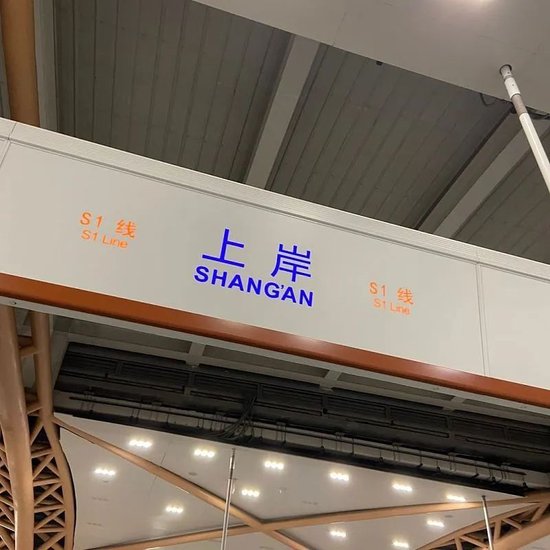 S1 线
S1 Line
上岸
SHANG'AN
S1 线
S1 Line